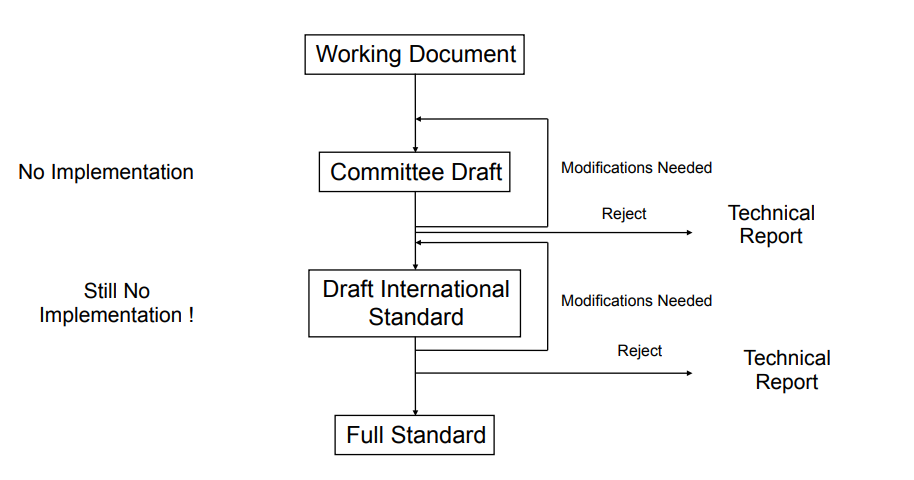 Working Document
No Implementation
Committee Draft
Modifications Needed
Reject
Technical
Report
Still No
Implementation !
Draft International
Standard
Modifications Needed
Reject
Technical
Report
Full Standard